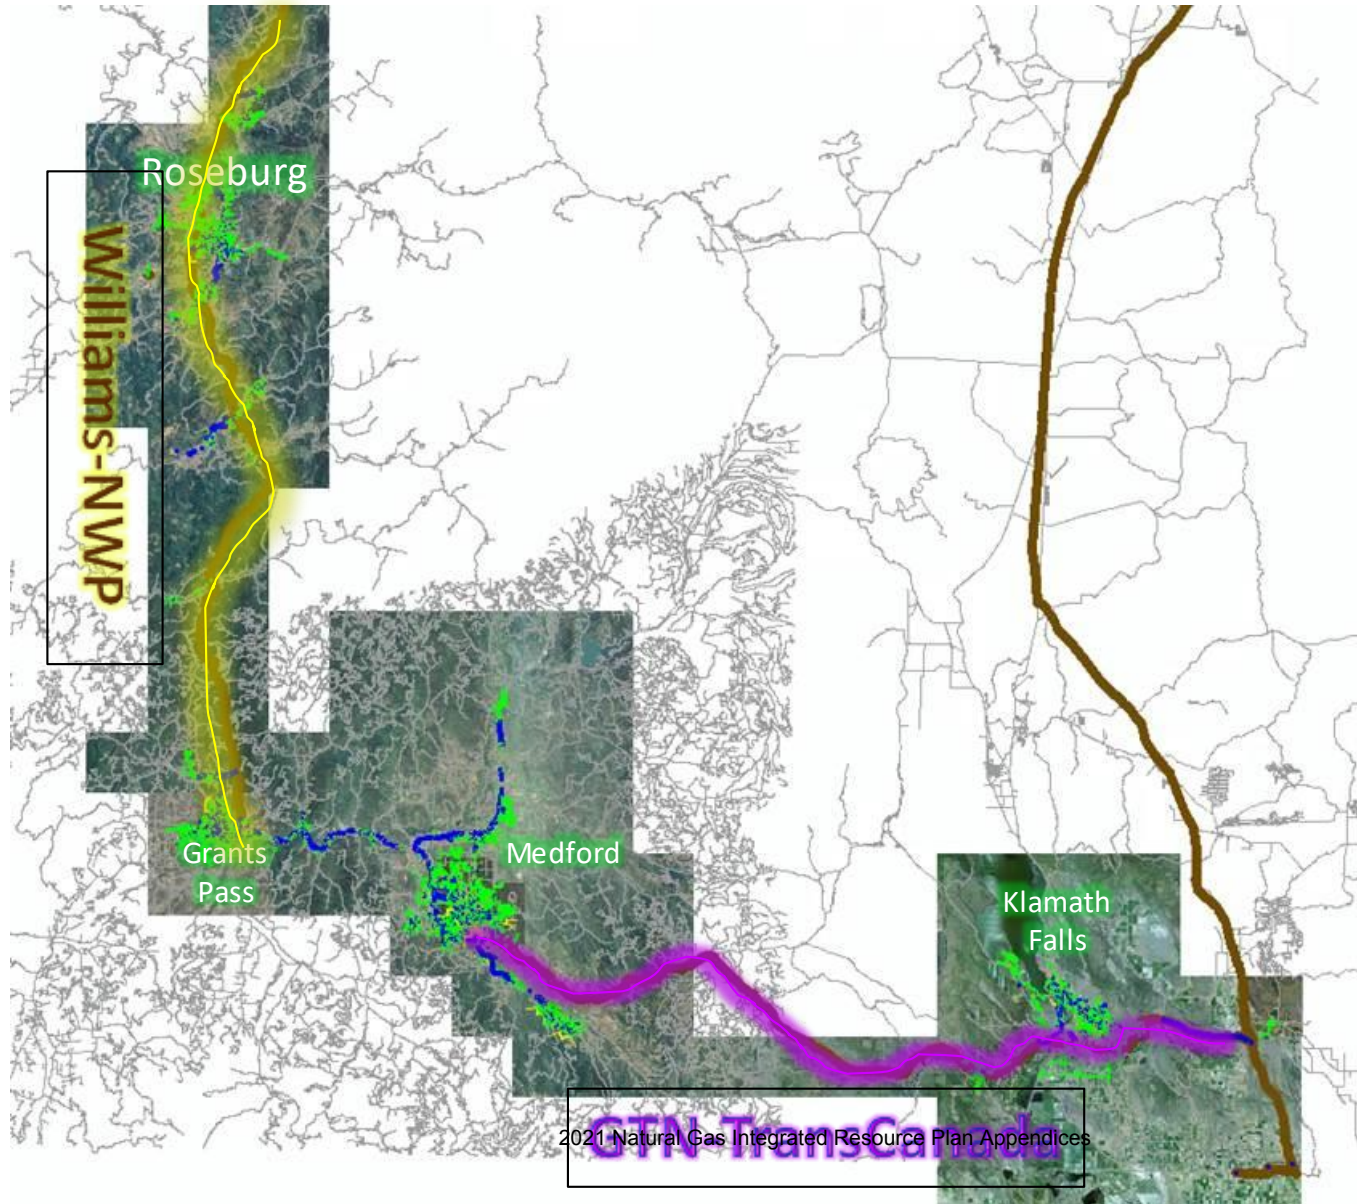 Roseburg
Williams-NWP
Grants
Pass
Medford
Klamath
Falls
GTN TransCanada
2021 Natural Gas Integrated Resource Plan Appendices